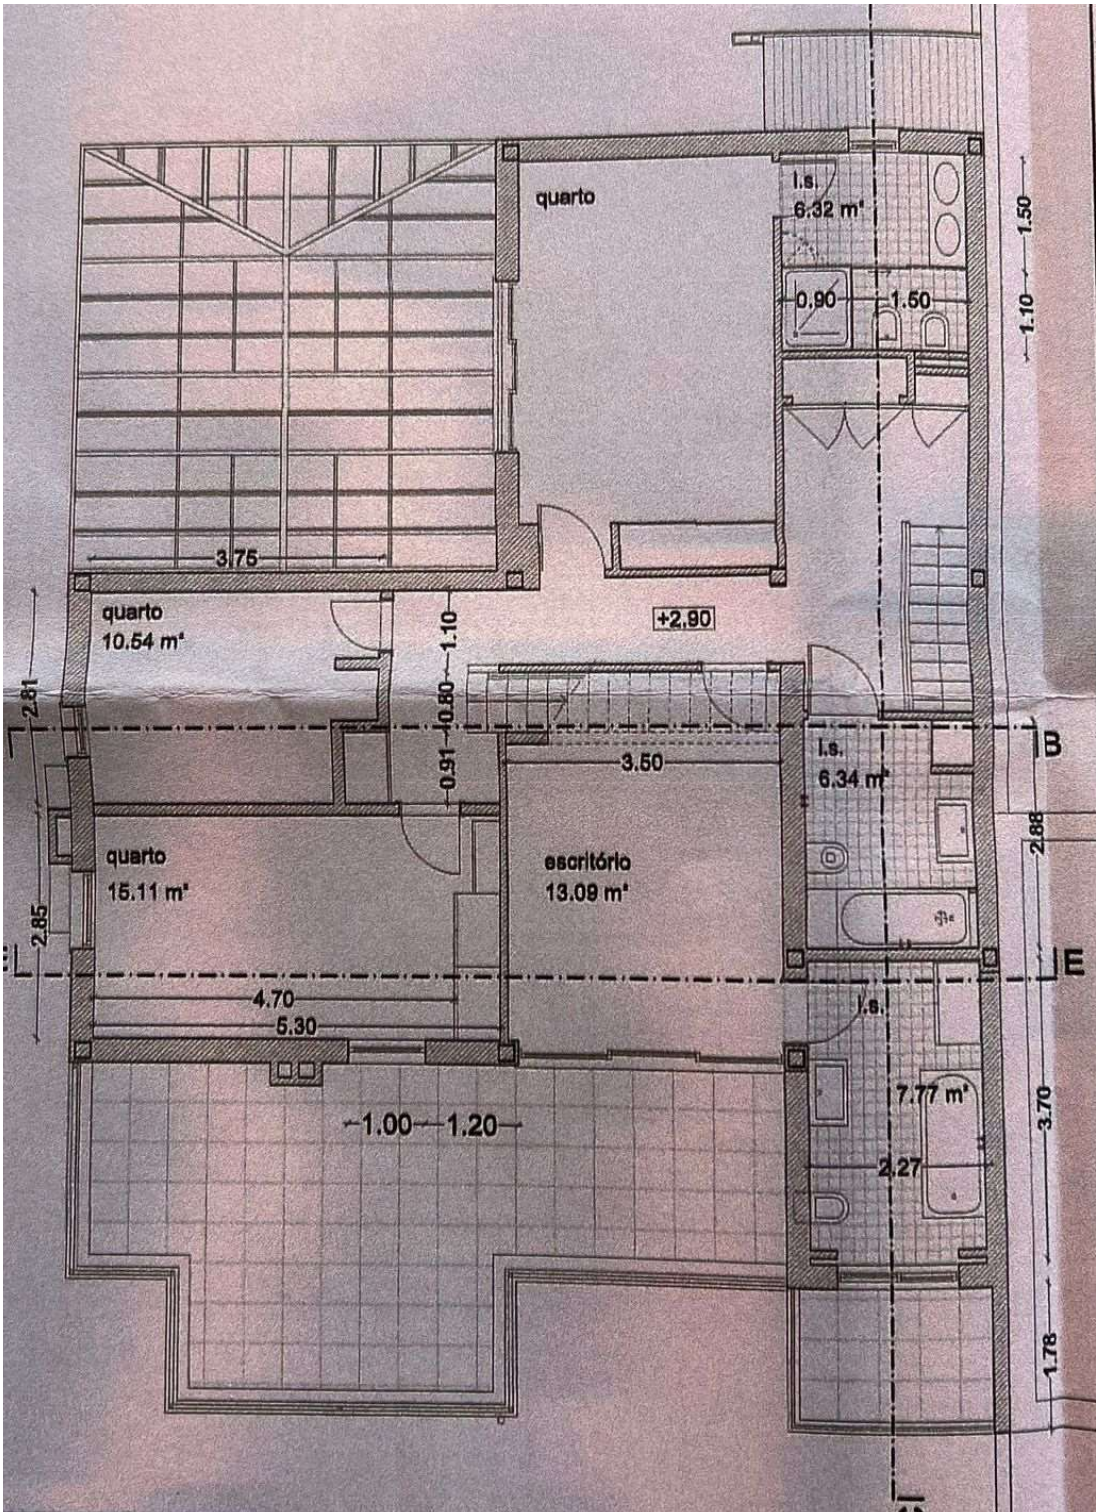 quarto
l.s.
6.32 m²
1.50
0.90
1.50
1.10
3.75
quarto
10.54 m²
1.10
+2.90
2.81
0.80
0.91
3.50
l.s.
6.34 m²
B
2.88
quarto
15.11 m²
escritório
13.09 m²
2.85
E
4.70
5.30
l.s.
7.77 m²
1.00
1.20
3.70
2.27
1.78